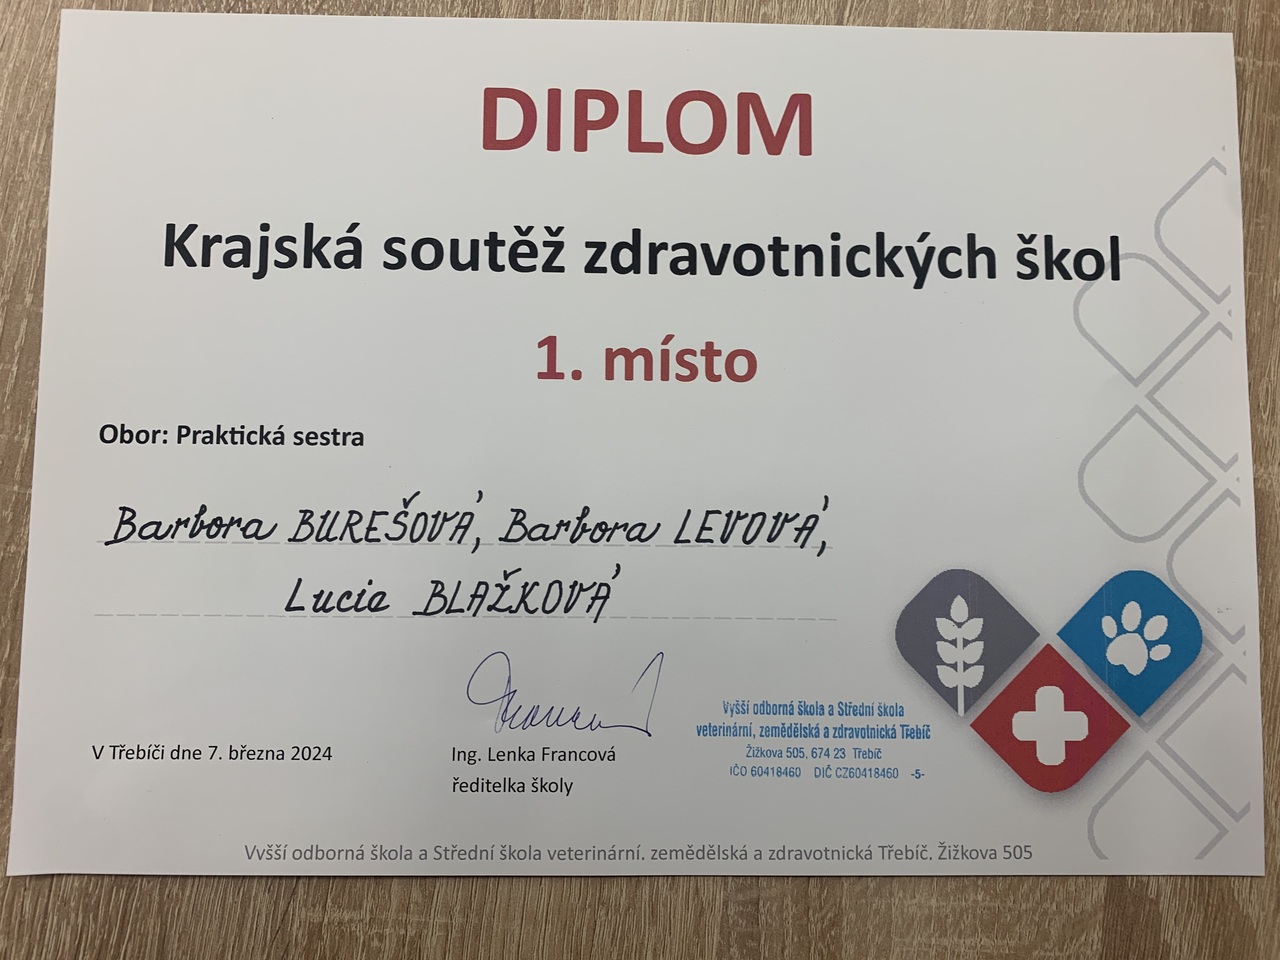 DIPLOM
Krajská soutěž zdravotnických škol
1. místo
Obor: Praktická sestra
Barbora BUREŠOVÁ, Barbora LEVOVÁ,
Lucie BLAŽKOVÁ
V Třebíči dne 7. března 2024
Ing. Lenka Francová
ředitelka školy
Vyšší odborná škola a Střední škola
veterinární, zemědělská a zdravotnická Třebíč
Žižkova 505, 674 23 Třebíč
IČO 60418460 DIČ CZ60418460 -5-
Vyšší odborná škola a Střední škola veterinární, zemědělská a zdravotnická Třebíč, Žižkova 505